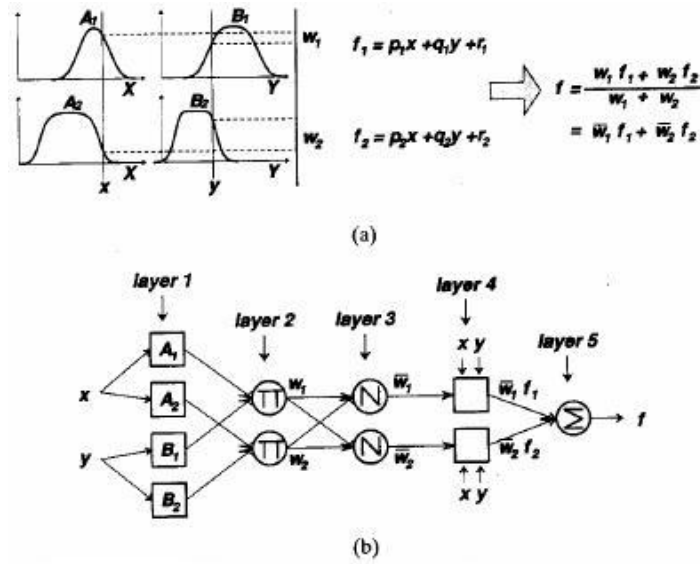 A₁
B₁
w₁
f₁ = p₁x + q₁y + r₁
X
Y
A₂
B₂
w₂
f₂ = p₂x + q₂y + r₂
X
Y
x
y
f = w₁ f₁ + w₂ f₂ / w₁ + w₂
= w̅₁ f₁ + w̅₂ f₂
(a)
layer 1
layer 2
layer 3
layer 4
layer 5
x y
A₁
A₂
B₁
B₂
x
y
Π
Π
w₁
w₂
N
N
w̅₁
w̅₂
w̅₁ f₁
w̅₂ f₂
x y
Σ
f
(b)